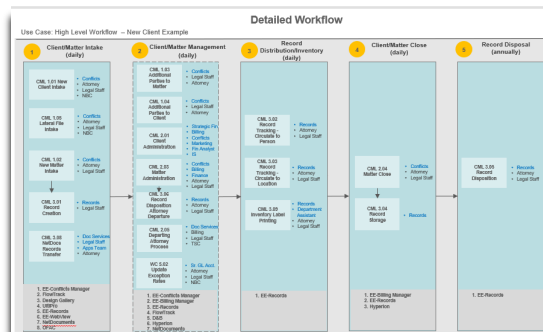 Detailed Workflow
Use Case: High Level Workflow – New Client Example
1
Client/Matter Intake
(daily)
CML 1.01 New
Client Intake
• Conflicts
• Attorney
• Legal Staff
• NBC
CML 1.05
Lateral File
Intake
• Conflicts
• Attorney
• Legal Staff
• NBC
CML 1.02
New Matter
Intake
• Conflicts
• Attorney
• Legal Staff
CML 3.01
Record
Creation
• Records
• Legal Staff
CML 3.08
NetDocs
Records
Transfer
• Doc Services
• Legal Staff
• Apps Team
• Attorney
1. EE-Conflicts Manager
2. FlowTrack
3. Design Gallery
4. UltiPro
5. EE-Records
6. EE-WebView
7. NetDocuments
8. OFAC
2
Client/Matter Management
(daily)
CML 1.03
Additional
Parties to
Matter
• Conflicts
• Legal Staff
• Attorney
CML 1.04
Additional
Parties to
Client
• Conflicts
• Legal Staff
• Attorney
CML 2.01
Client
Administration
• Strategic Fin
• Billing
• Conflicts
• Marketing
• Fin Analys
• IS
CML 2.03
Matter
Administration
• Conflicts
• Billing
• Finance
• Attorney
• Legal Staff
CML 3.06
Record
Disposition
Attorney
Departure
• Records
• Attorney
• Legal Staff
CML 3.05
Departing
Attorney
Process
• Doc Services
• Billing
• Legal Staff
• TSC
WC 5.02
Update
Exception
Rates
• Sr. GL Acct.
• Attorney
• Legal Staff
• NBC
1. EE-Conflicts Manager
2. EE-Billing Manager
3. EE-Records
4. FlowTrack
5. D&B
6. Hyperion
7. NetDocuments
3
Record
Distribution/Inventory
(daily)
CML 3.02
Record
Tracking -
Circulate to
Person
• Records
• Attorney
• Legal Staff
CML 3.03
Record
Tracking -
Circulate to
Location
• Records
• Attorney
• Legal Staff
CML 3.09
Inventory Label
Printing
• Records
• Department
Assistant
• Attorney
• Legal Staff
1. EE-Records
4
Client/Matter Close
(daily)
CML 2.04
Matter Close
• Conflicts
• Attorney
• Legal Staff
CML 3.04
Record
Storage
• Records
1. EE-Billing Manager
2. EE-Records
3. Hyperion
5
Record Disposal
(annually)
CML 3.05
Record
Disposition
• Records
• Attorney
• Legal Staff
1. EE-Records